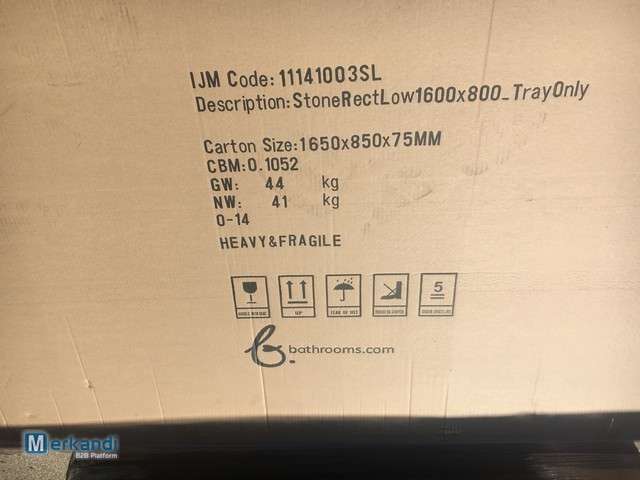 IJM Code: 11141003SL
Description: StoneRectLow1600x800_TrayOnly
Carton Size: 1650x850x75MM
CBM: 0.1052
GW: 44 kg
NW: 41 kg
0-14
HEAVY&FRAGILE
5
UP
b. bathrooms.com
Merkandi
B2B Platform